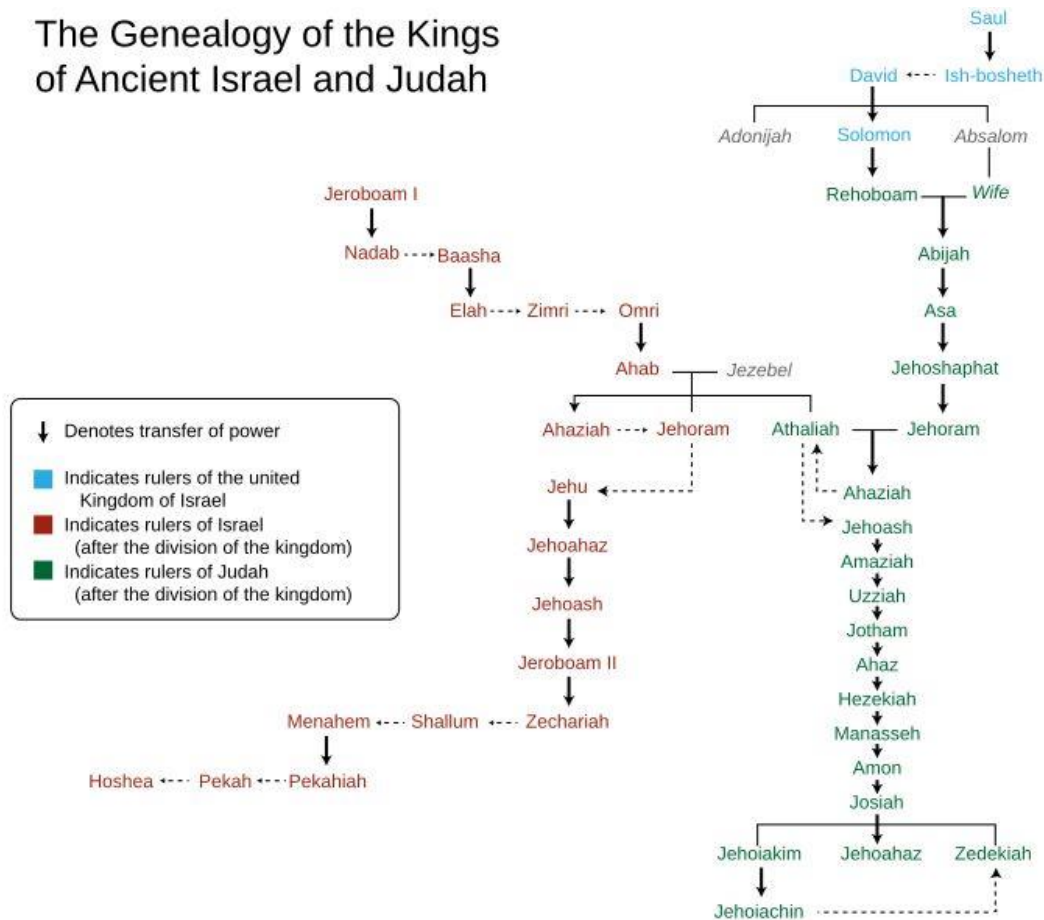 The Genealogy of the Kings
of Ancient Israel and Judah
Saul
David
Ish-bosheth
Adonijah
Solomon
Absalom
Jeroboam I
Rehoboam
Wife
Nadab
Baasha
Abijah
Elah
Zimri
Omri
Asa
Ahab
Jezebel
Jehoshaphat
Denotes transfer of power
Indicates rulers of the united
Kingdom of Israel
Indicates rulers of Israel
(after the division of the kingdom)
Indicates rulers of Judah
(after the division of the kingdom)
Ahaziah
Jehoram
Athaliah
Jehoram
Jehu
Ahaziah
Jehoash
Jehoahaz
Amaziah
Uzziah
Jehoash
Jotham
Jeroboam II
Ahaz
Hezekiah
Menahem
Shallum
Zechariah
Manasseh
Amon
Hoshea
Pekah
Pekahiah
Josiah
Jehoiakim
Jehoahaz
Zedekiah
Jehoiachin